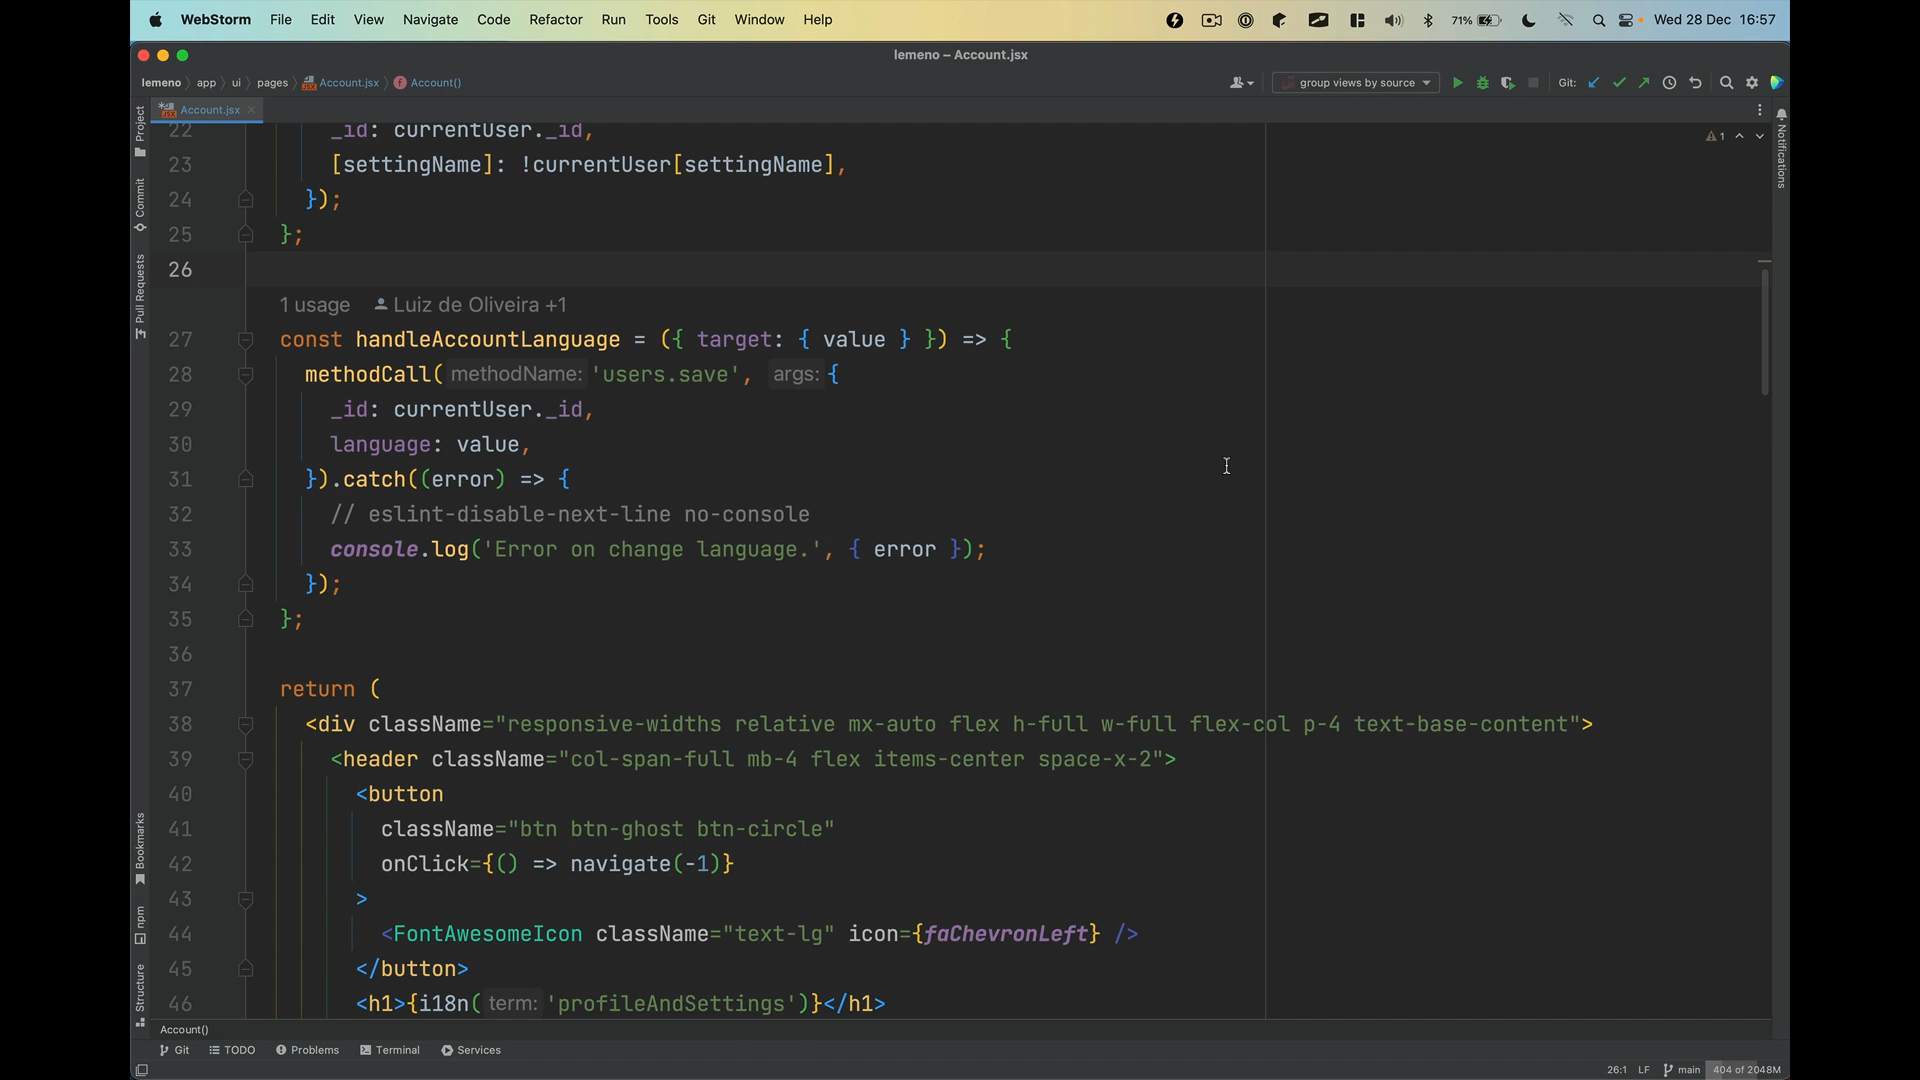 WebStorm File Edit View Navigate Code Refactor Run Tools Git Window Help 71% Wed 28 Dec 16:57
lemeno – Account.jsx
lemeno app ui pages Account.jsx Account() group views by source Git:
Account.jsx
Project
Commit
Pull Requests
Bookmarks
npm
Structure
Notifications
1
22 _id: currentUser._id,
23 [settingName]: !currentUser[settingName],
24 });
25 };
26
1 usage Luiz de Oliveira +1
27 const handleAccountLanguage = ({ target: { value } }) => {
28 methodCall( methodName: 'users.save', args: {
29 _id: currentUser._id,
30 language: value,
31 }).catch((error) => {
32 // eslint-disable-next-line no-console
33 console.log('Error on change language.', { error });
34 });
35 };
36
37 return (
38 <div className="responsive-widths relative mx-auto flex h-full w-full flex-col p-4 text-base-content">
39 <header className="col-span-full mb-4 flex items-center space-x-2">
40 <button
41 className="btn btn-ghost btn-circle"
42 onClick={() => navigate(-1)}
43 >
44 <FontAwesomeIcon className="text-lg" icon={faChevronLeft} />
45 </button>
46 <h1>{i18n( term: 'profileAndSettings')}</h1>
Account()
Git TODO Problems Terminal Services
26:1 LF main 404 of 2048M